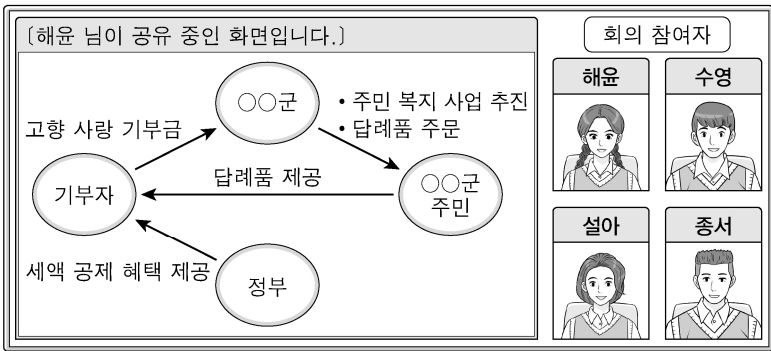 [해윤 님이 공유 중인 화면입니다.]
회의 참여자
해윤
수영
설아
종서
○○군
고향 사랑 기부금
• 주민 복지 사업 추진
• 답례품 주문
답례품 제공
기부자
○○군
주민
세액 공제 혜택 제공
정부